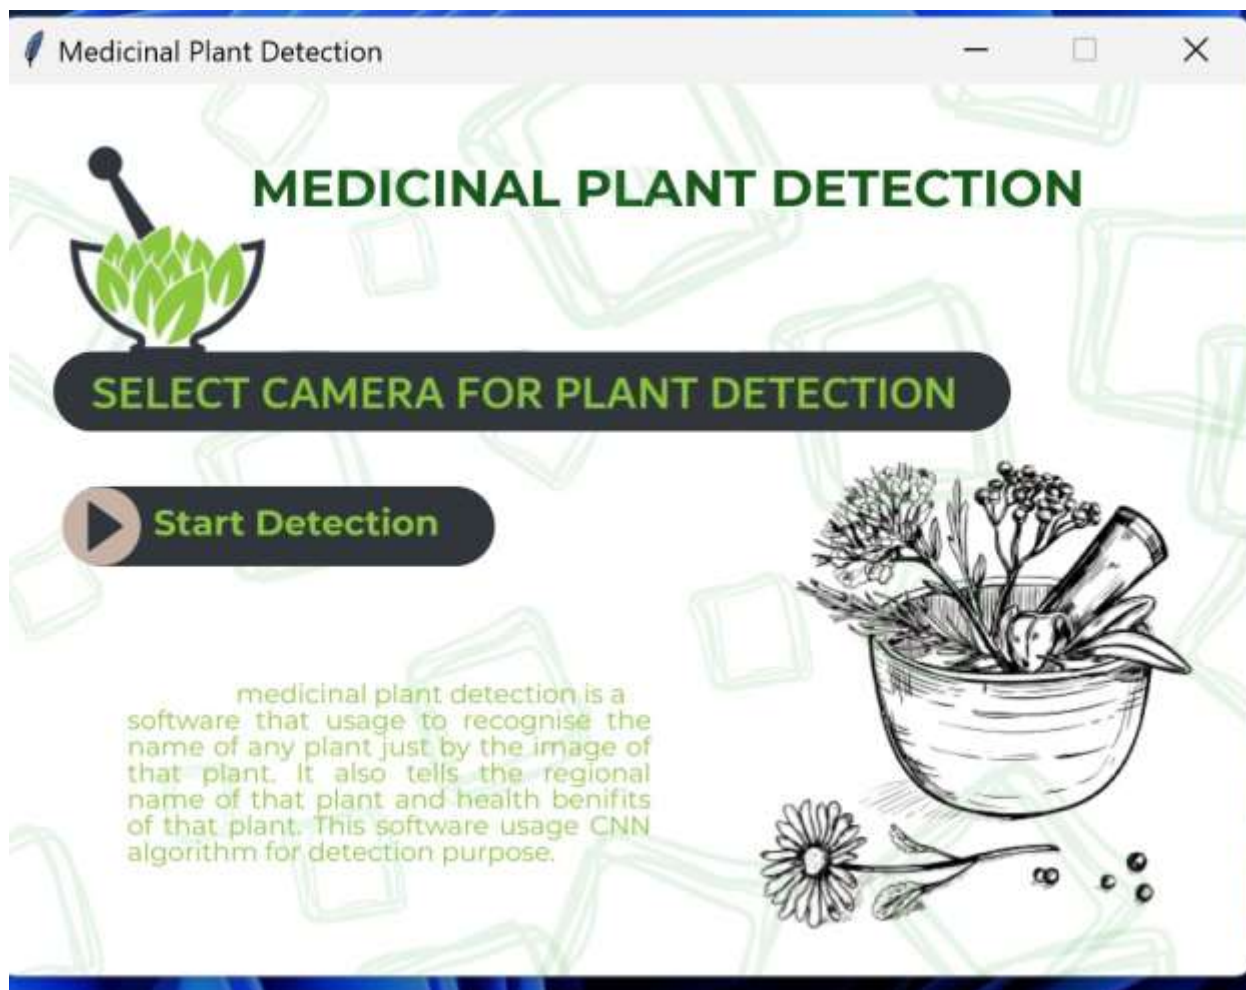 Medicinal Plant Detection
MEDICINAL PLANT DETECTION
SELECT CAMERA FOR PLANT DETECTION
Start Detection
medicinal plant detection is a
software that usage to recognise the
name of any plant just by the image of
that plant. It also tells the regional
name of that plant and health benifits
of that plant. This software usage CNN
algorithm for detection purpose.